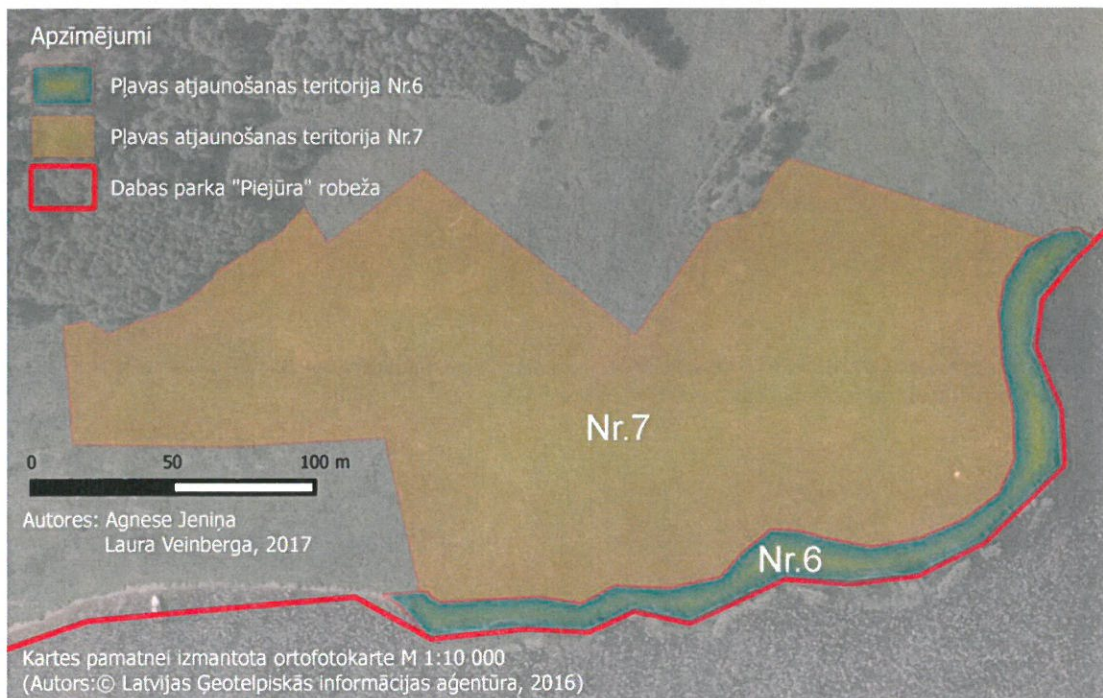 Apzīmējumi
Pļavas atjaunošanas teritorija Nr.6
Pļavas atjaunošanas teritorija Nr.7
Dabas parka "Piejūra" robeža
Nr.7
0 50 100 m
Autores: Agnese Jeniņa
Laura Veinberga, 2017
Nr.6
Kartes pamatnei izmantota ortofotokarte M 1:10 000
(Autors:© Latvijas Ģeotelpiskās informācijas aģentūra, 2016)